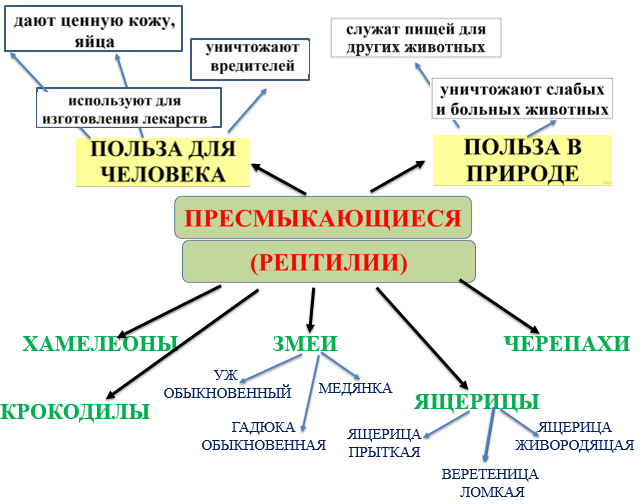 дают ценную кожу,
яйца
уничтожают
вредителей
служат пищей для
других животных
используют для
изготовления лекарств
уничтожают слабых
и больных животных
ПОЛЬЗА ДЛЯ
ЧЕЛОВЕКА
ПОЛЬЗА В
ПРИРОДЕ
ПРЕСМЫКАЮЩИЕСЯ
(РЕПТИЛИИ)
ХАМЕЛЕОНЫ
ЗМЕИ
ЧЕРЕПАХИ
УЖ
ОБЫКНОВЕННЫЙ
МЕДЯНКА
ГАДЮКА
ОБЫКНОВЕННАЯ
КРОКОДИЛЫ
ЯЩЕРИЦЫ
ЯЩЕРИЦА
ПРЫТКАЯ
ЯЩЕРИЦА
ЖИВОРОДЯЩАЯ
ВЕРЕТЕНИЦА
ЛОМКАЯ